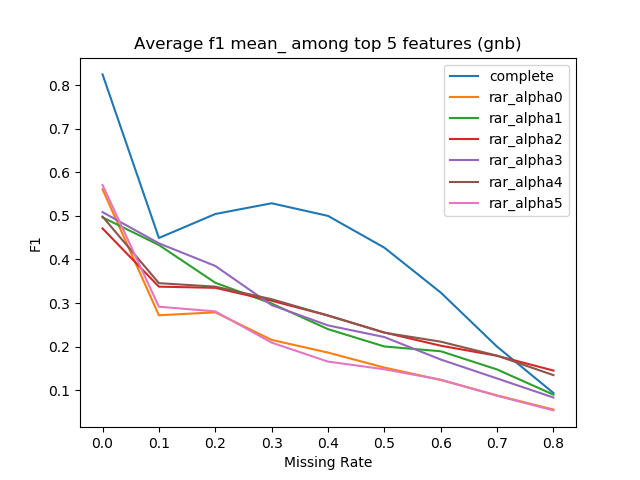 Average f1 mean_ among top 5 features (gnb)
F1
0.8
0.7
0.6
0.5
0.4
0.3
0.2
0.1
complete
rar_alpha0
rar_alpha1
rar_alpha2
rar_alpha3
rar_alpha4
rar_alpha5
0.0 0.1 0.2 0.3 0.4 0.5 0.6 0.7 0.8
Missing Rate